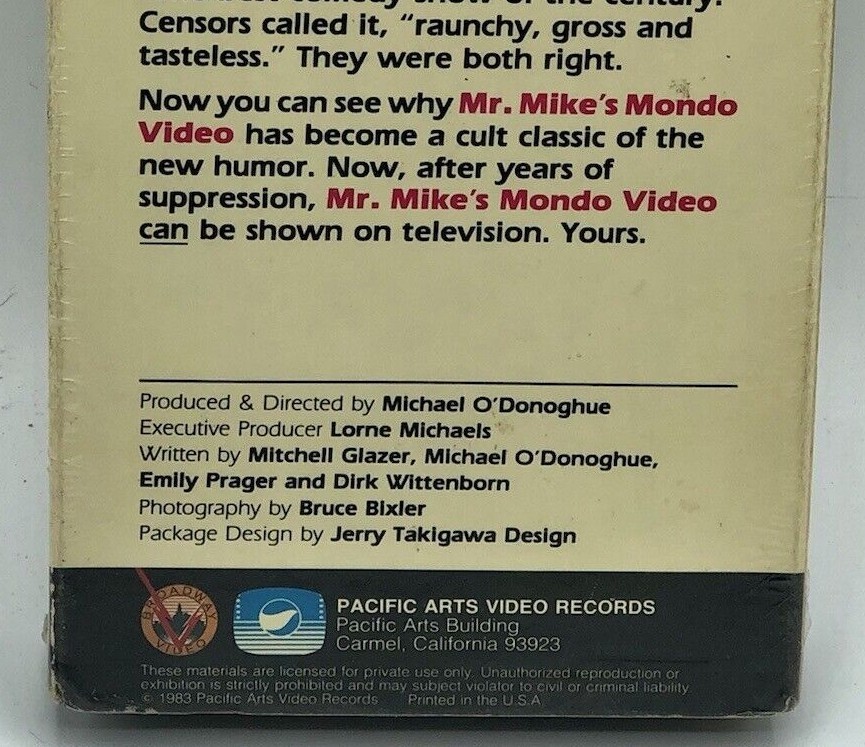 comedy show of the century.
Censors called it, “raunchy, gross and
tasteless.” They were both right.
Now you can see why Mr. Mike’s Mondo
Video has become a cult classic of the
new humor. Now, after years of
suppression, Mr. Mike’s Mondo Video
can be shown on television. Yours.
Produced & Directed by Michael O’Donoghue
Executive Producer Lorne Michaels
Written by Mitchell Glazer, Michael O’Donoghue,
Emily Prager and Dirk Wittenborn
Photography by Bruce Bixler
Package Design by Jerry Takigawa Design
BROADWAY
VIDEO
PACIFIC ARTS VIDEO RECORDS
Pacific Arts Building
Carmel, California 93923
These materials are licensed for private use only. Unauthorized reproduction or
exhibition is strictly prohibited and may subject violator to civil or criminal liability
© 1983 Pacific Arts Video Records Printed in the U.S.A